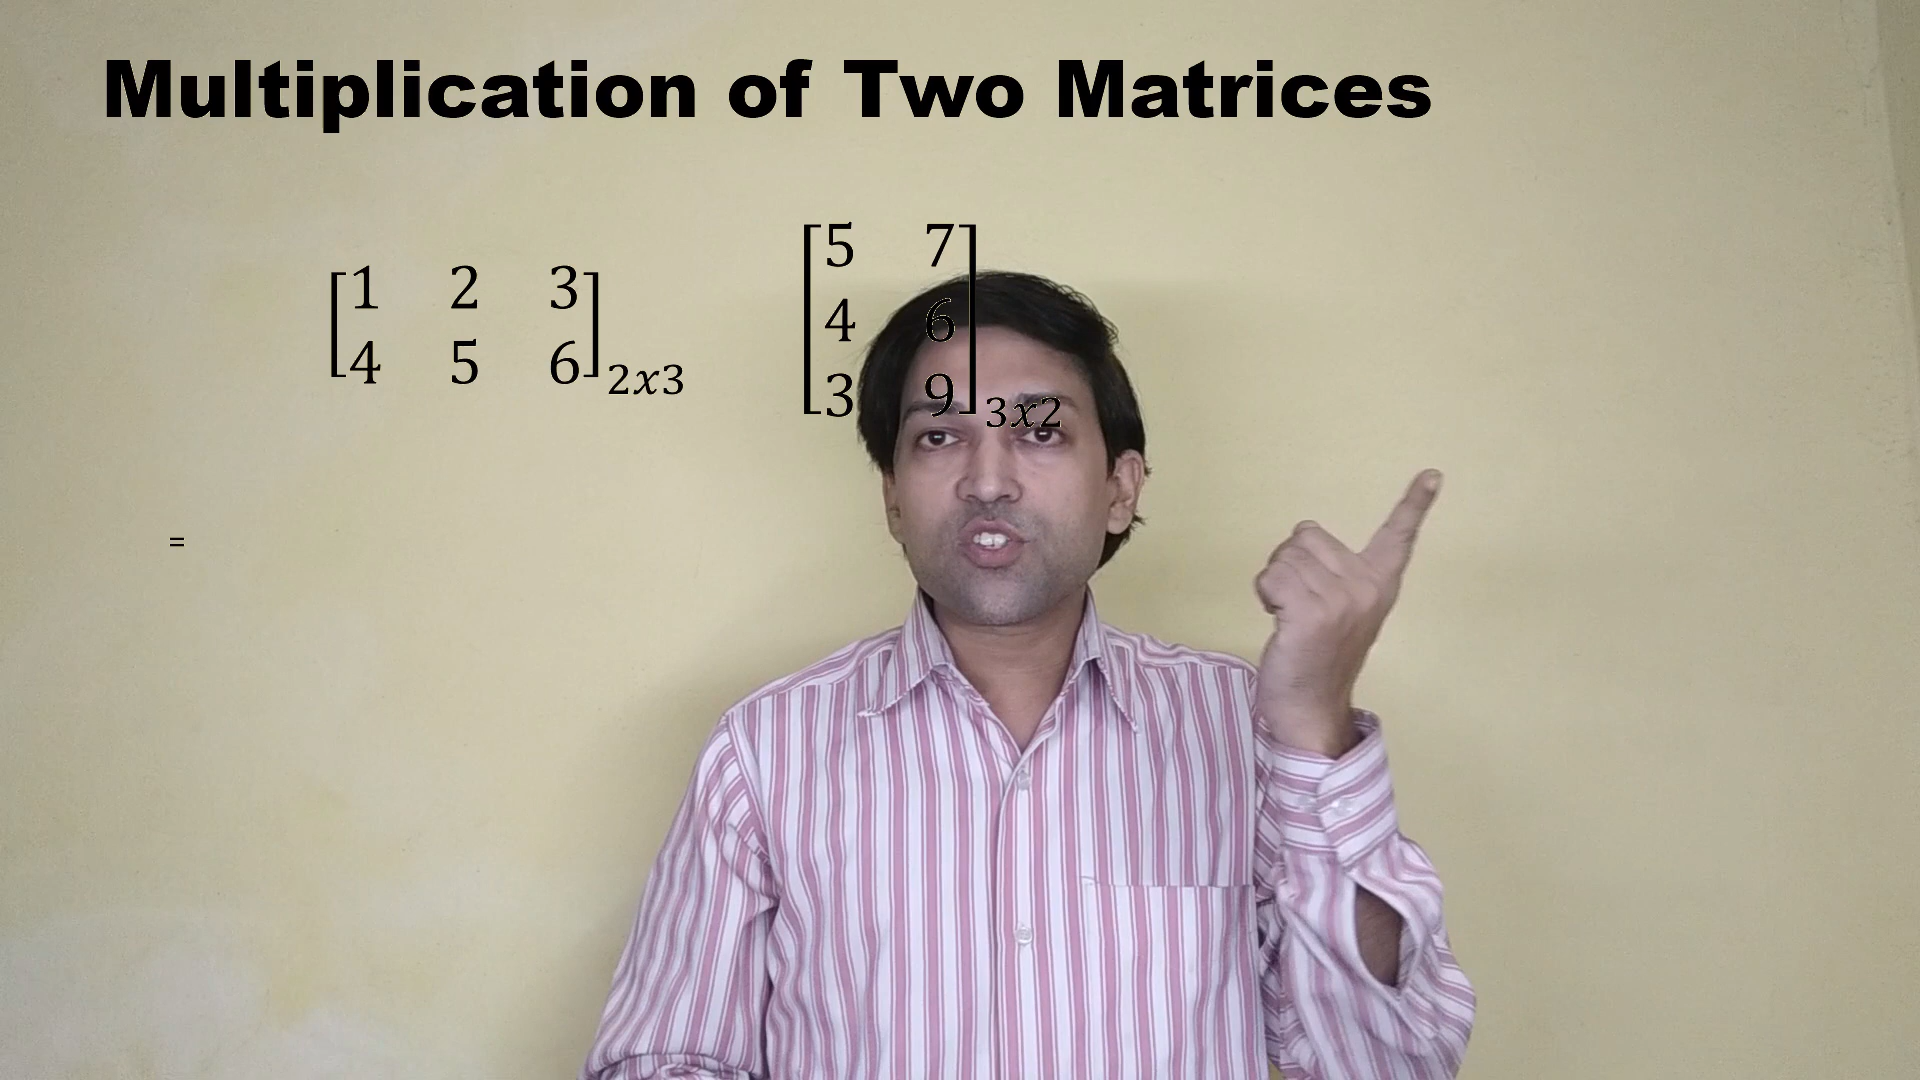 Multiplication of Two Matrices
[1 2 3
4 5 6]2x3
[5 7
4 6
3 9]3x2
=